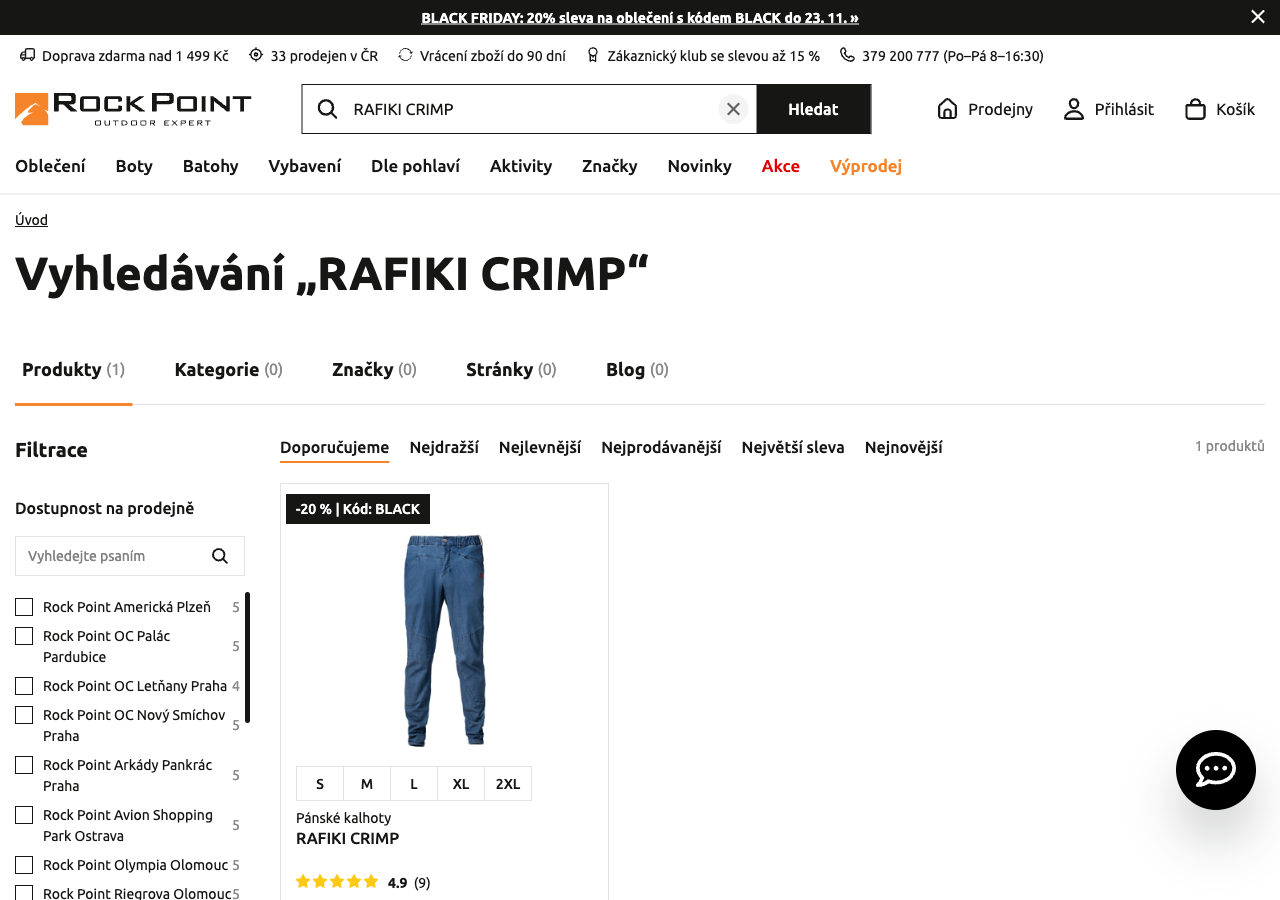 BLACK FRIDAY: 20% sleva na oblečení s kódem BLACK do 23. 11. »
Doprava zdarma nad 1 499 Kč
33 prodejen v ČR
Vrácení zboží do 90 dní
Zákaznický klub se slevou až 15 %
379 200 777 (Po–Pá 8–16:30)
ROCK POINT
OUTDOOR EXPERT
RAFIKI CRIMP
Hledat
Prodejny
Přihlásit
Košík
Oblečení
Boty
Batohy
Vybavení
Dle pohlaví
Aktivity
Značky
Novinky
Akce
Výprodej
Úvod
Vyhledávání „RAFIKI CRIMP“
Produkty (1)
Kategorie (0)
Značky (0)
Stránky (0)
Blog (0)
Filtrace
Doporučujeme
Nejdražší
Nejlevnější
Nejprodávanější
Největší sleva
Nejnovější
1 produktů
Dostupnost na prodejně
Vyhledejte psaním
Rock Point Americká Plzeň 5
Rock Point OC Palác
Pardubice 5
Rock Point OC Letňany Praha 4
Rock Point OC Nový Smíchov
Praha 5
Rock Point Arkády Pankrác
Praha 5
Rock Point Avion Shopping
Park Ostrava 5
Rock Point Olympia Olomouc 5
Rock Point Riegrova Olomouc 5
-20 % | Kód: BLACK
S
M
L
XL
2XL
Pánské kalhoty
RAFIKI CRIMP
4.9 (9)